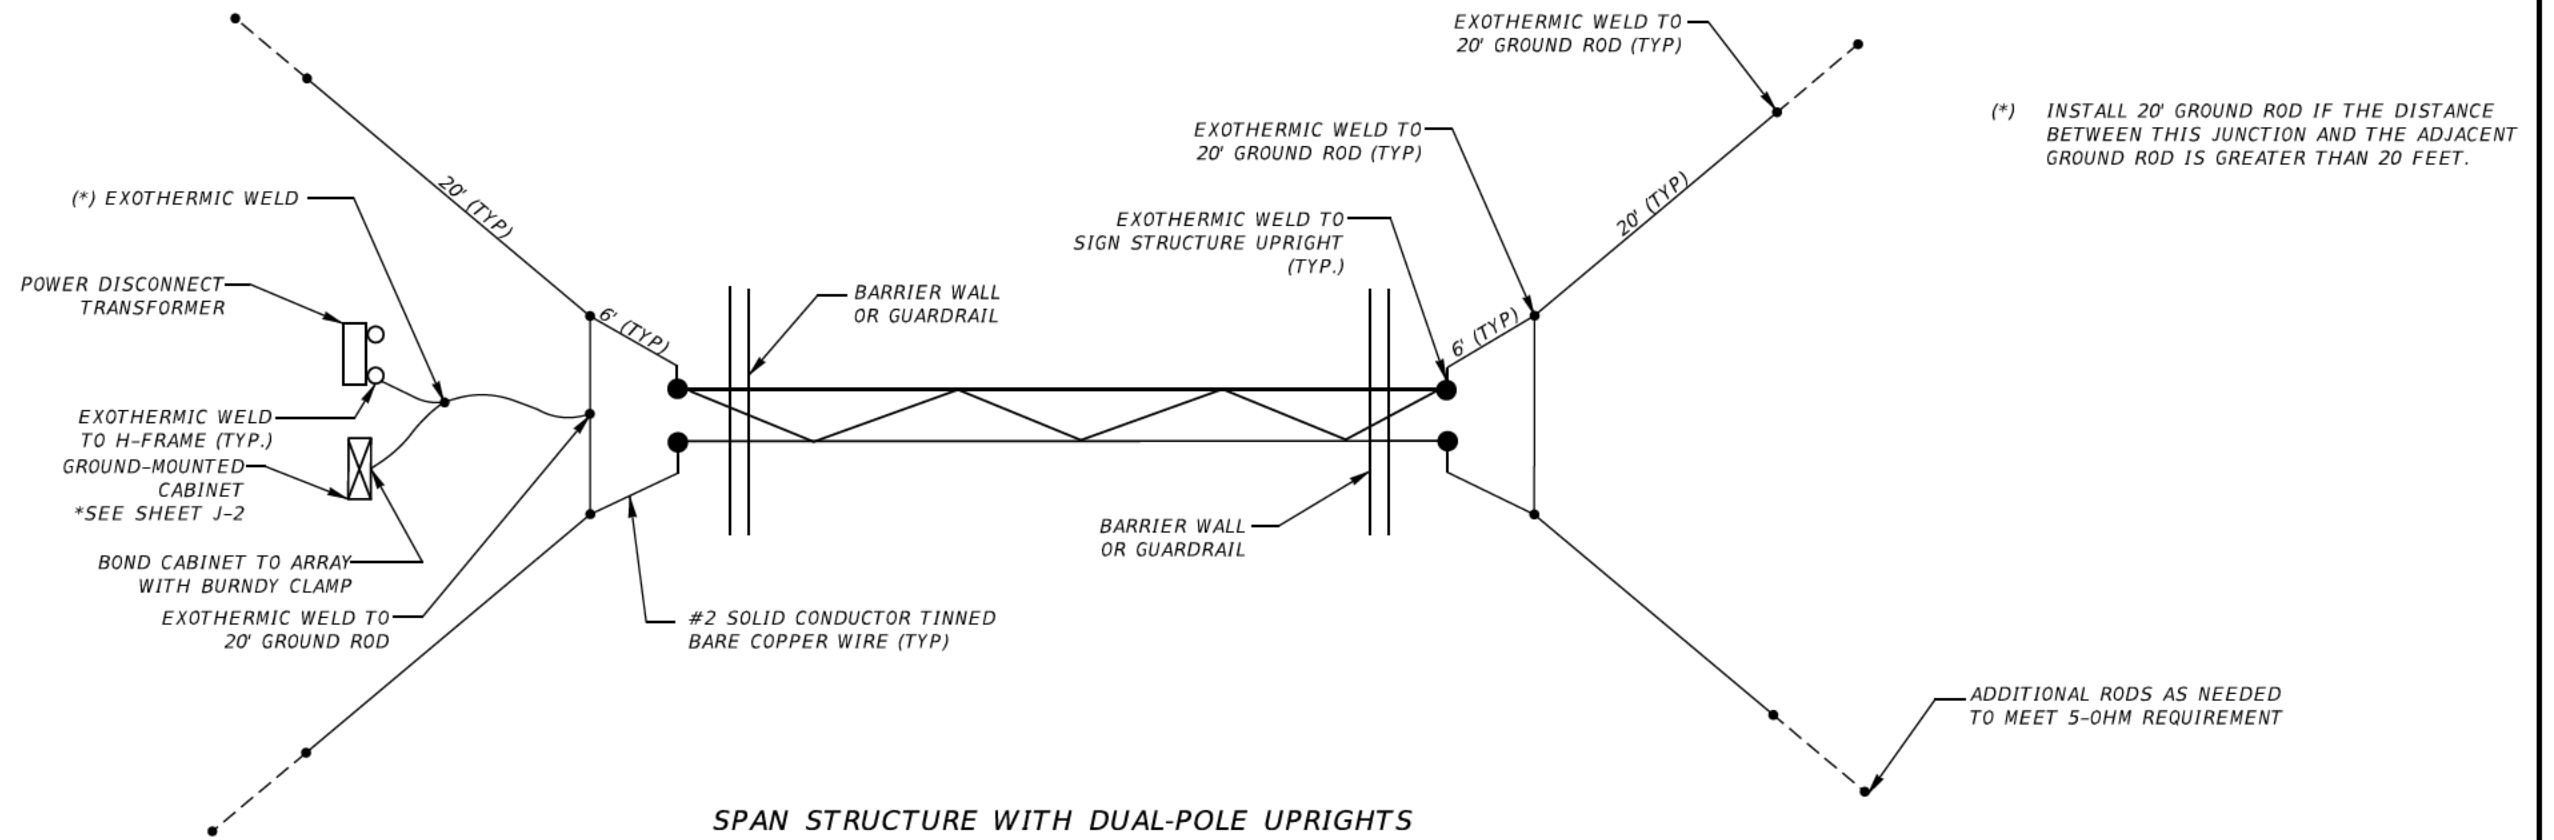 EXOTHERMIC WELD TO
20' GROUND ROD (TYP)
(*) INSTALL 20' GROUND ROD IF THE DISTANCE
BETWEEN THIS JUNCTION AND THE ADJACENT
GROUND ROD IS GREATER THAN 20 FEET.
EXOTHERMIC WELD TO
20' GROUND ROD (TYP)
20' (TYP)
20' (TYP)
(*) EXOTHERMIC WELD
EXOTHERMIC WELD TO
SIGN STRUCTURE UPRIGHT
(TYP.)
POWER DISCONNECT
TRANSFORMER
BARRIER WALL
OR GUARDRAIL
6' (TYP)
6' (TYP)
EXOTHERMIC WELD
TO H-FRAME (TYP.)
GROUND-MOUNTED
CABINET
*SEE SHEET J-2
BARRIER WALL
OR GUARDRAIL
BOND CABINET TO ARRAY
WITH BURNDY CLAMP
EXOTHERMIC WELD TO
20' GROUND ROD
#2 SOLID CONDUCTOR TINNED
BARE COPPER WIRE (TYP)
ADDITIONAL RODS AS NEEDED
TO MEET 5-OHM REQUIREMENT
SPAN STRUCTURE WITH DUAL-POLE UPRIGHTS